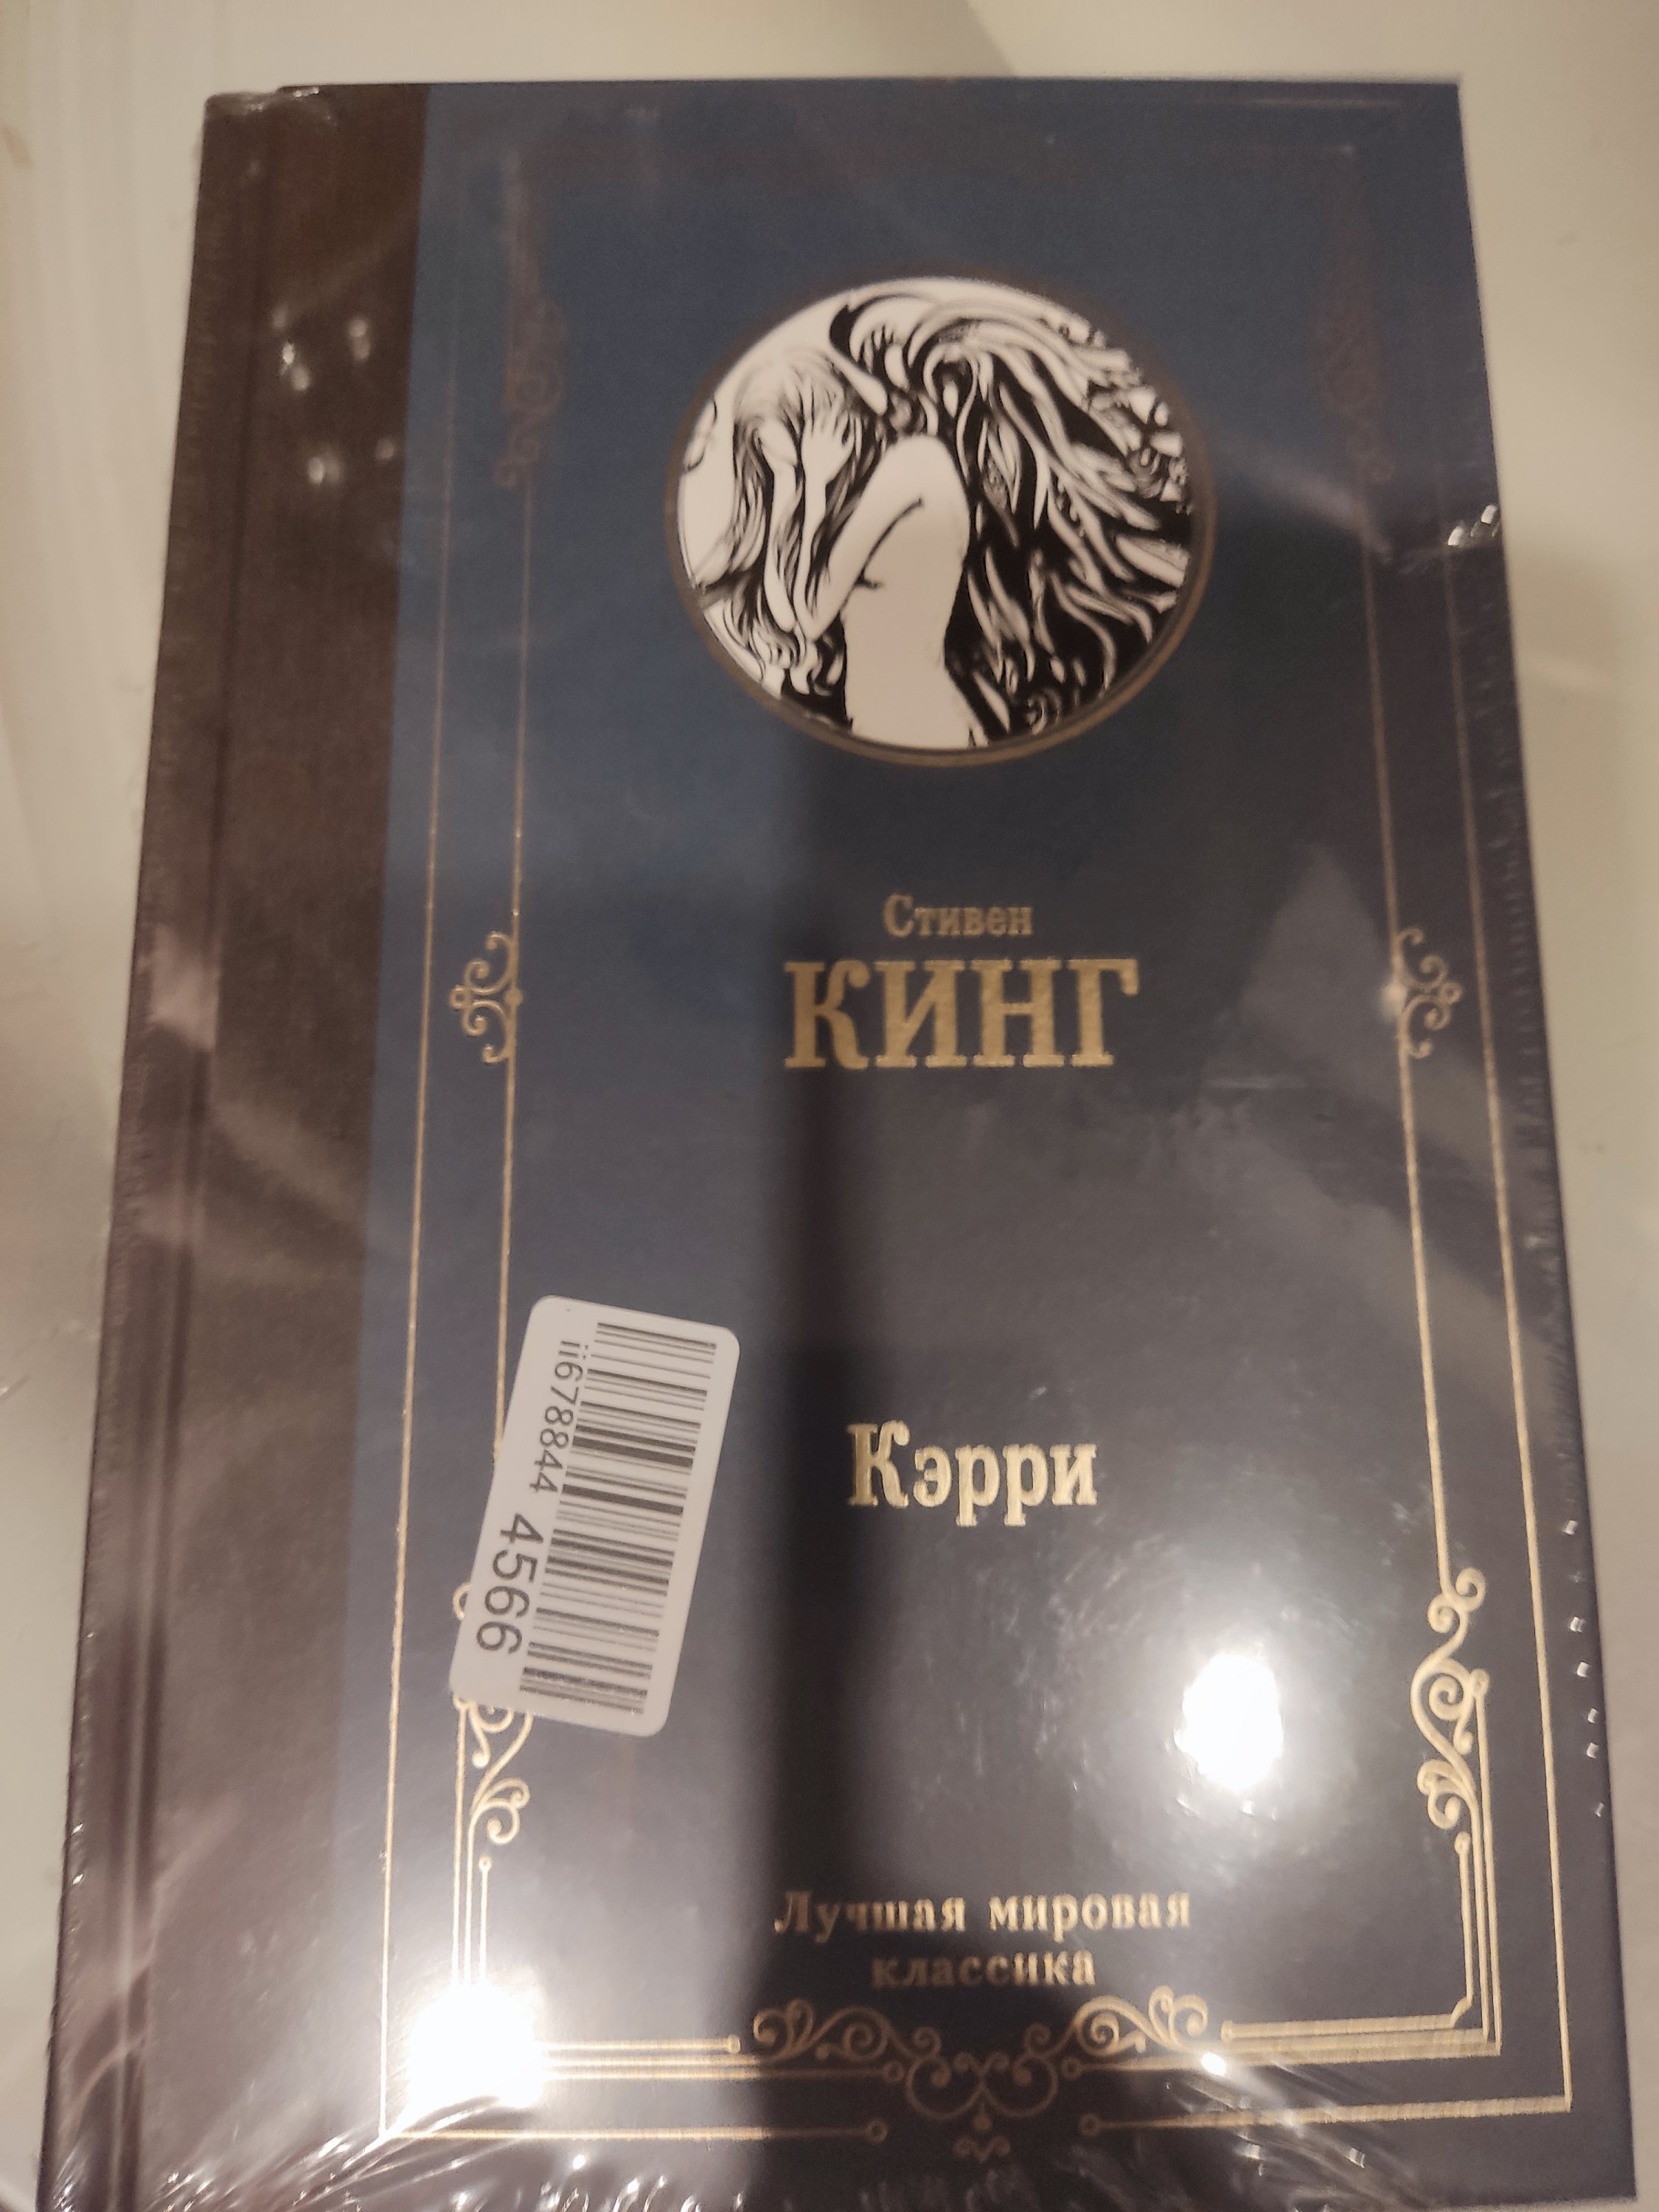 Стивен
КИНГ
Кэрри
ii678844 4566
Лучшая мировая
классика